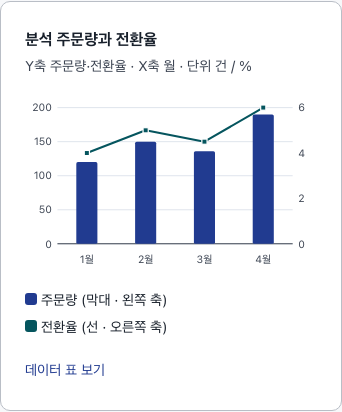 분석 주문량과 전환율
Y축 주문량·전환율 · X축 월 · 단위 건 / %
200 6
150 4
100
50 2
0 0
1월 2월 3월 4월
주문량 (막대 · 왼쪽 축)
전환율 (선 · 오른쪽 축)
데이터 표 보기